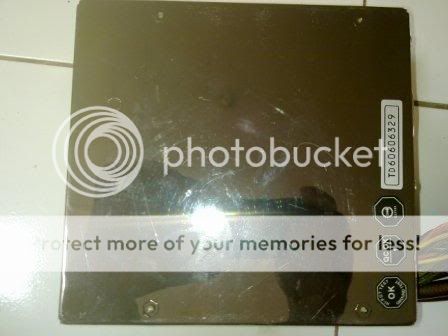 photobucket
Protect more of your memories for less!
TD60606329
OK